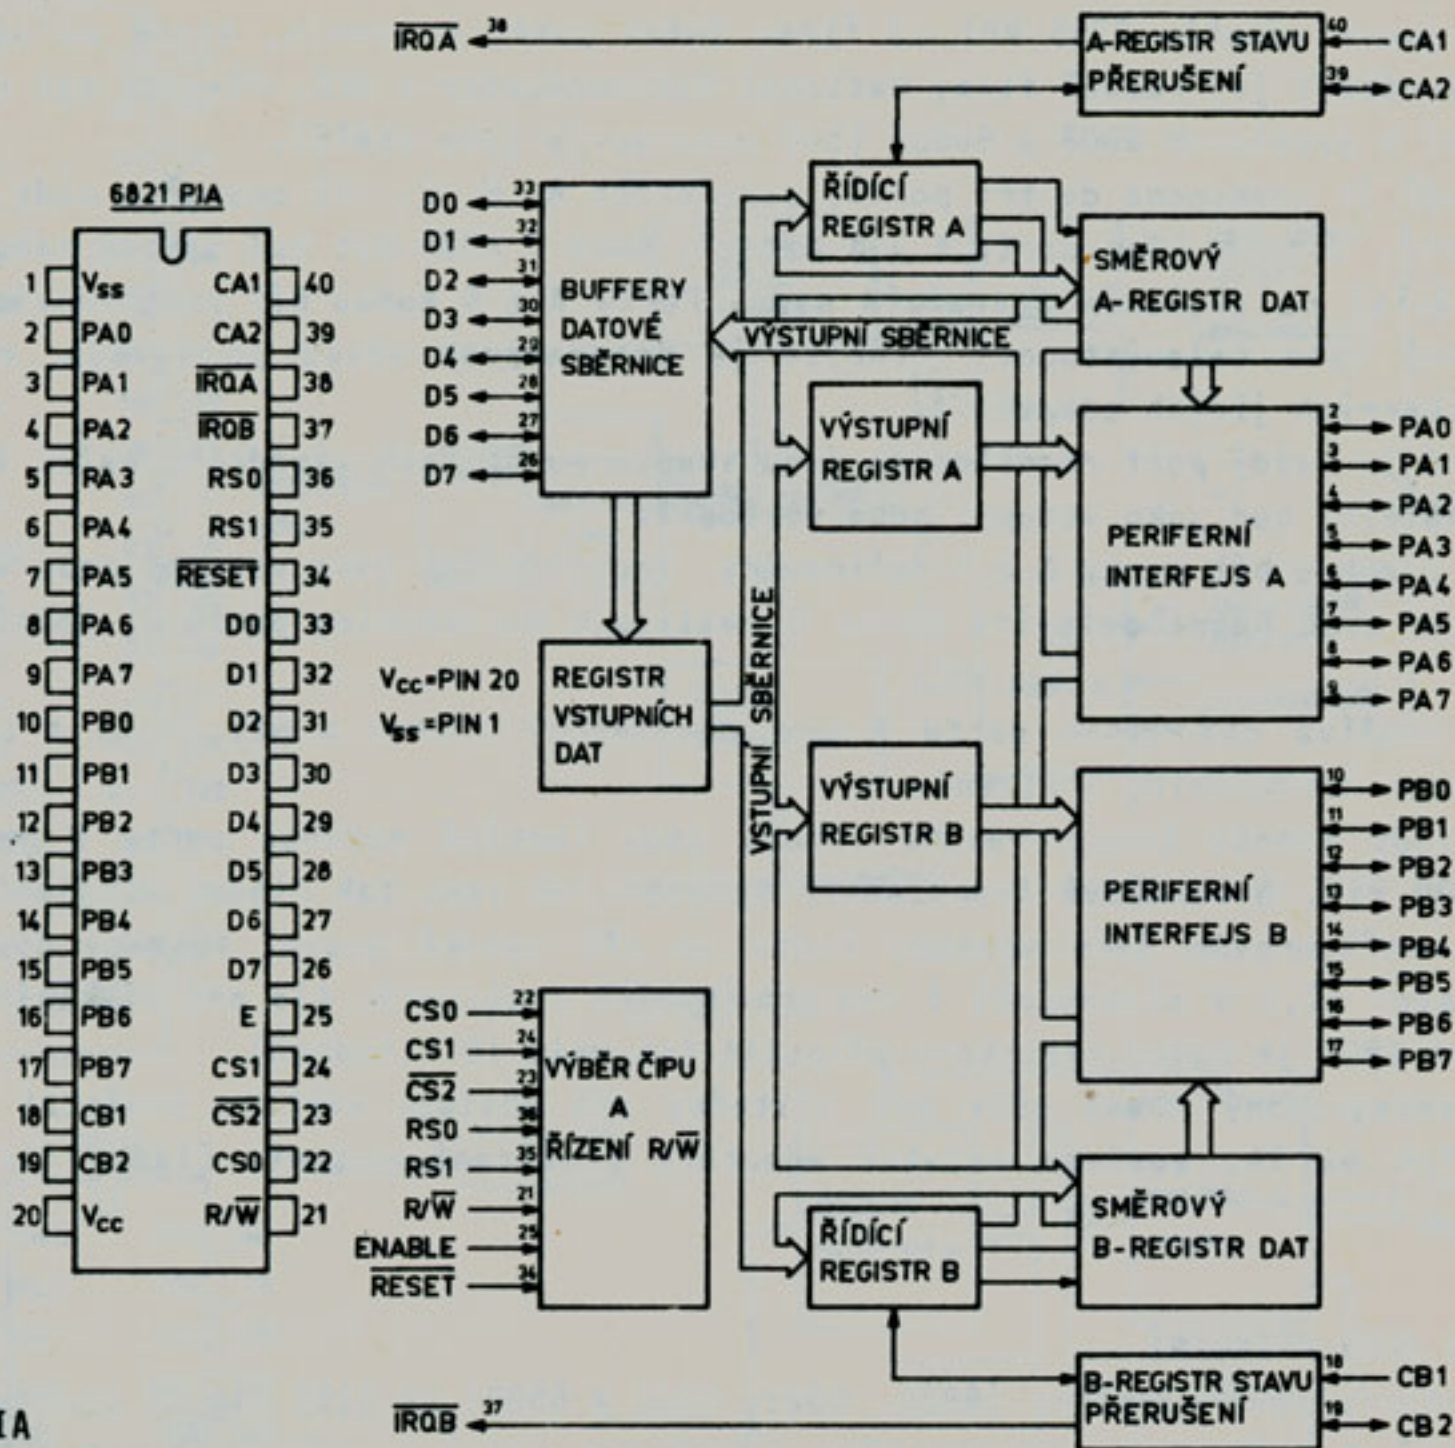 6821 PIA
1 Vss CA1 40
2 PA0 CA2 39
3 PA1 I̅R̅Q̅A̅ 38
4 PA2 I̅R̅Q̅B̅ 37
5 RA3 RS0 36
6 PA4 RS1 35
7 PA5 R̅E̅S̅E̅T̅ 34
8 PA6 D0 33
9 PA7 D1 32
10 PB0 D2 31
11 PB1 D3 30
12 PB2 D4 29
13 PB3 D5 28
14 PB4 D6 27
15 PB5 D7 26
16 PB6 E 25
17 PB7 CS1 24
18 CB1 C̅S̅2̅ 23
19 CB2 CS0 22
20 Vcc R/W̅ 21
I̅R̅Q̅A̅ 38
A-REGISTR STAVU
PŘERUŠENÍ
40 CA1
39 CA2
D0 33
D1 32
D2 31
D3 30
D4 29
D5 28
D6 27
D7 26
BUFFERY
DATOVÉ
SBĚRNICE
ŘÍDÍCÍ
REGISTR A
SMĚROVÝ
A-REGISTR DAT
VÝSTUPNÍ SBĚRNICE
VÝSTUPNÍ
REGISTR A
PERIFERNÍ
INTERFEJS A
2 PA0
3 PA1
4 PA2
5 PA3
6 PA4
7 PA5
8 PA6
9 PA7
Vcc=PIN 20
Vss=PIN 1
REGISTR
VSTUPNÍCH
DAT
VSTUPNÍ SBĚRNICE
VÝSTUPNÍ
REGISTR B
PERIFERNÍ
INTERFEJS B
10 PB0
11 PB1
12 PB2
13 PB3
14 PB4
15 PB5
16 PB6
17 PB7
CS0 22
CS1 24
C̅S̅2̅ 23
RS0 36
RS1 35
R/W̅ 21
ENABLE 25
R̅E̅S̅E̅T̅ 34
VÝBĚR ČIPU
A
ŘÍZENÍ R/W̅
ŘÍDÍCÍ
REGISTR B
SMĚROVÝ
B-REGISTR DAT
B-REGISTR STAVU
PŘERUŠENÍ
18 CB1
19 CB2
I̅R̅Q̅B̅ 37
IA